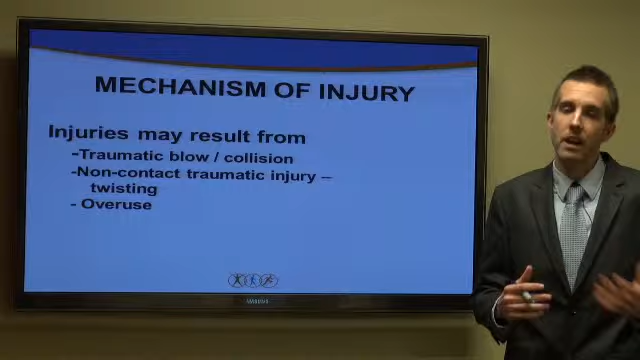 MECHANISM OF INJURY
Injuries may result from
-Traumatic blow / collision
-Non-contact traumatic injury –
twisting
- Overuse